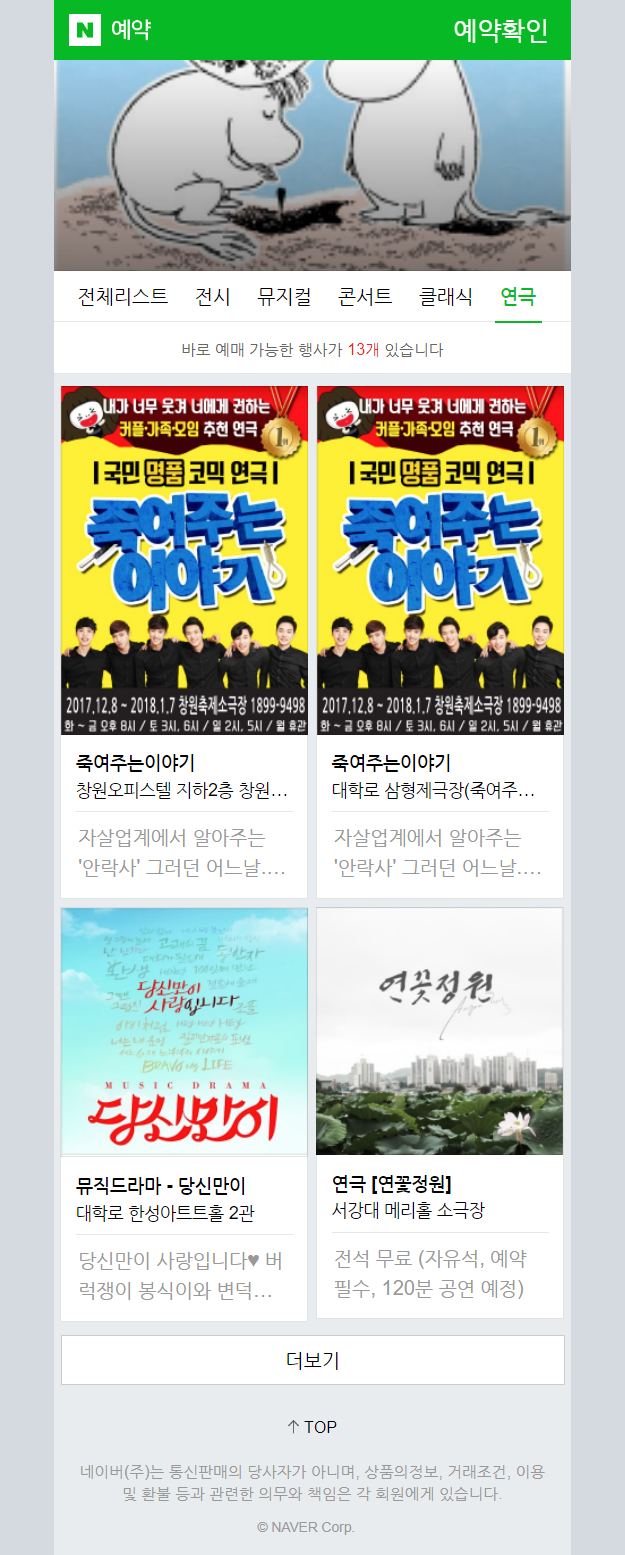 N 예약
예약확인
전체리스트 전시 뮤지컬 콘서트 클래식 연극
바로 예매 가능한 행사가 13개 있습니다
내가 너무 웃겨 너에게 권하는
커플·가족·모임 추천 연극
1위
국민 명품 코믹 연극
죽여주는
이야기
2017.12.8 ~ 2018.1.7 창원축제소극장 1899-9498
화 ~ 금 오후 8시 / 토 3시, 6시 / 일 2시, 5시 / 월 휴관
죽여주는이야기
창원오피스텔 지하2층 창원...
자살업계에서 알아주는
'안락사' 그러던 어느날....
내가 너무 웃겨 너에게 권하는
커플·가족·모임 추천 연극
1위
국민 명품 코믹 연극
죽여주는
이야기
2017.12.8 ~ 2018.1.7 창원축제소극장 1899-9498
화 ~ 금 오후 8시 / 토 3시, 6시 / 일 2시, 5시 / 월 휴관
죽여주는이야기
대학로 삼형제극장(죽여주...
자살업계에서 알아주는
'안락사' 그러던 어느날....
동반자
환생
당신만이
사랑입니다
BRAVO my LIFE
MUSIC DRAMA
당신만이
뮤직드라마 - 당신만이
대학로 한성아트트홀 2관
당신만이 사랑입니다♥ 버
럭쟁이 봉식이와 변덕...
연꽃정원
연극 [연꽃정원]
서강대 메리홀 소극장
전석 무료 (자유석, 예약
필수, 120분 공연 예정)
더보기
↑ TOP
네이버(주)는 통신판매의 당사자가 아니며, 상품의정보, 거래조건, 이용
및 환불 등과 관련한 의무와 책임은 각 회원에게 있습니다.
© NAVER Corp.